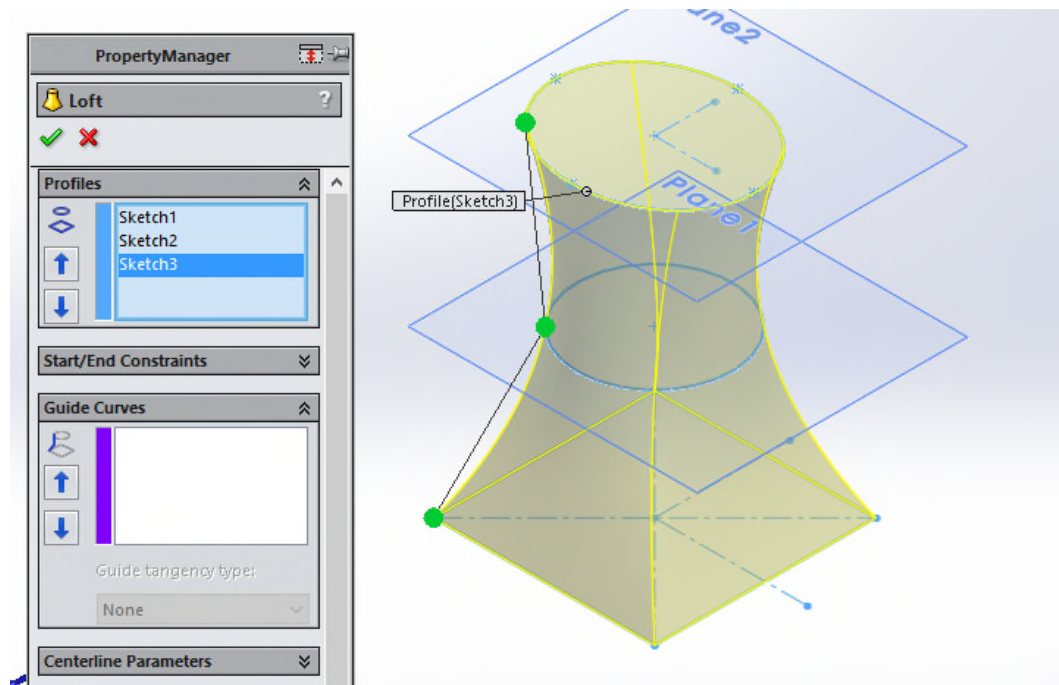 PropertyManager
Loft
?
Profiles
Sketch1
Sketch2
Sketch3
Start/End Constraints
Guide Curves
Guide tangency type:
None
Centerline Parameters
ane2
Profile(Sketch3)
Plane1